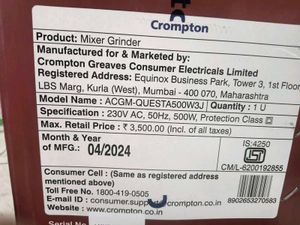 Crompton
Product: Mixer Grinder
Manufactured for & Marketed by:
Crompton Greaves Consumer Electricals Limited
Registered Address: Equinox Business Park, Tower 3, 1st Floor
LBS Marg, Kurla (West), Mumbai - 400 070, Maharashtra
Model Name: ACGM-QUESTA500W3J Quantity: 1 U
Specification: 230V AC, 50Hz, 500W, Protection Class
Max. Retail Price: ₹ 3,500.00 (Incl. of all taxes)
Month & Year
of MFG.: 04/2024
IS:4250
ISI
CM/L-6200192855
Consumer Cell: (Same as registered address
mentioned above)
Toll Free: 1800-419-0505
E-mail ID: consumer.support@crompton.co.in
www.crompton.co.in
8902653270583
Serial No